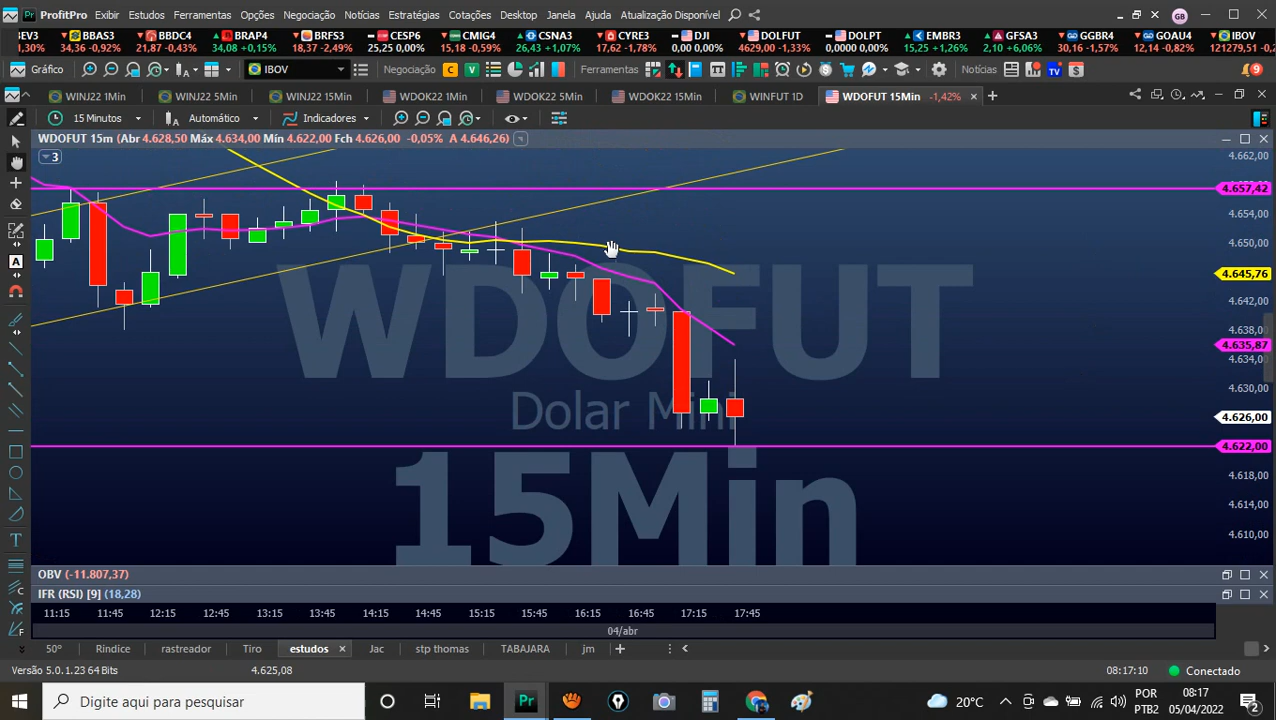 ProfitPro Exibir Estudos Ferramentas Opções Negociação Notícias Estratégias Cotações Desktop Janela Ajuda Atualização Disponível GB
BEV3 BBAS3 BBDC4 BRAP4 BRFS3 CESP6 CMIG4 CSNA3 CYRE3 DJI DOLFUT DOLPT EMBR3 GFSA3 GGBR4 GOAU4 IBOV
1,30% 34,36 -0,92% 21,87 -0,43% 34,08 +0,15% 18,37 -2,49% 25,25 0,00% 15,18 -0,59% 26,43 +1,07% 17,62 -1,78% 0,00 0,00% 4629,00 -1,33% 0,0000 0,00% 15,25 +1,26% 2,10 +6,06% 30,16 -1,57% 12,14 -0,82% 121279,51 -0
Gráfico IBOV Negociação C V Ferramentas Notícias TV 9
WINJ22 1Min WINJ22 5Min WINJ22 15Min WDOK22 1Min WDOK22 5Min WDOK22 15Min WINFUT 1D WDOFUT 15Min -1,42%
15 Minutos A Automático Indicadores
WDOFUT 15m (Abr 4.628,50 Máx 4.634,00 Mín 4.622,00 Fch 4.626,00 -0,05% A 4.646,26)
3
4.662,00
4.657,42
4.654,00
4.650,00
4.645,76
4.642,00
4.638,00
4.635,87
4.634,00
4.630,00
4.626,00
4.622,00
4.618,00
4.614,00
4.610,00
WDOFUT
Dolar Mini
15Min
OBV (-11.807,37)
IFR (RSI) [9] (18,28)
11:15 11:45 12:15 12:45 13:15 13:45 14:15 14:45 15:15 15:45 16:15 16:45 17:15 17:45
04/abr
50° Rindice rastreador Tiro estudos Jac stp thomas TABAJARA jm
Versão 5.0.1.23 64 Bits 4.625,08 08:17:10 Conectado
Digite aqui para pesquisar Pr 20°C POR 08:17
PTB2 05/04/2022 2